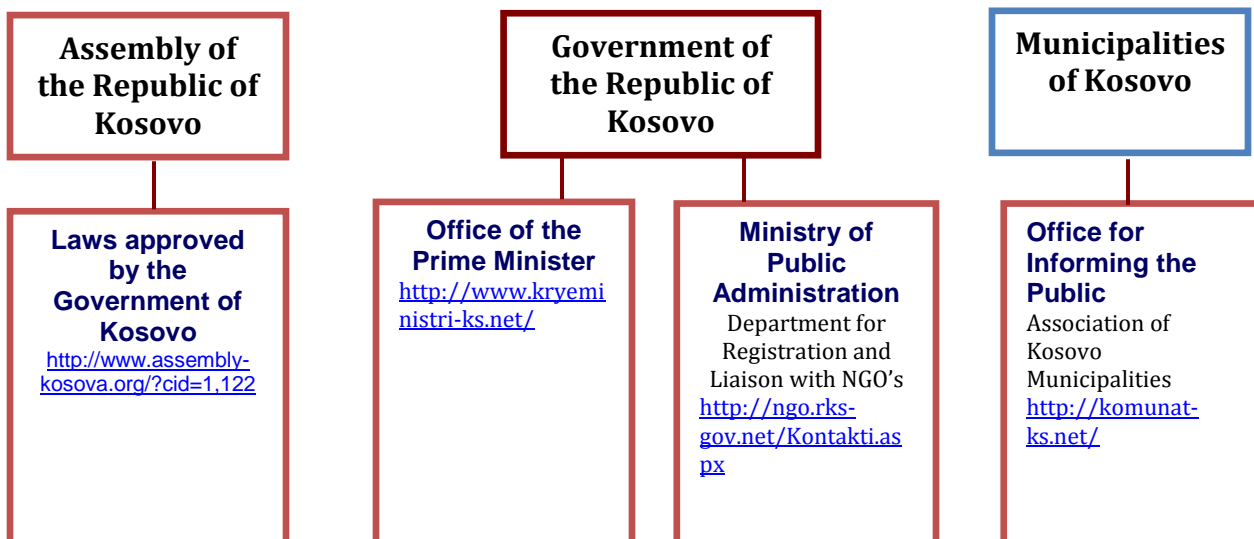 Assembly of
the Republic of
Kosovo
Laws approved
by the
Government of
Kosovo
http://www.assembly-
kosova.org/?cid=1,122
Government of
the Republic of
Kosovo
Office of the
Prime Minister
http://www.kryemi
nistri-ks.net/
Ministry of
Public
Administration
Department for
Registration and
Liaison with NGO’s
http://ngo.rks-
gov.net/Kontakti.as
px
Municipalities
of Kosovo
Office for
Informing the
Public
Association of
Kosovo
Municipalities
http://komunat-
ks.net/